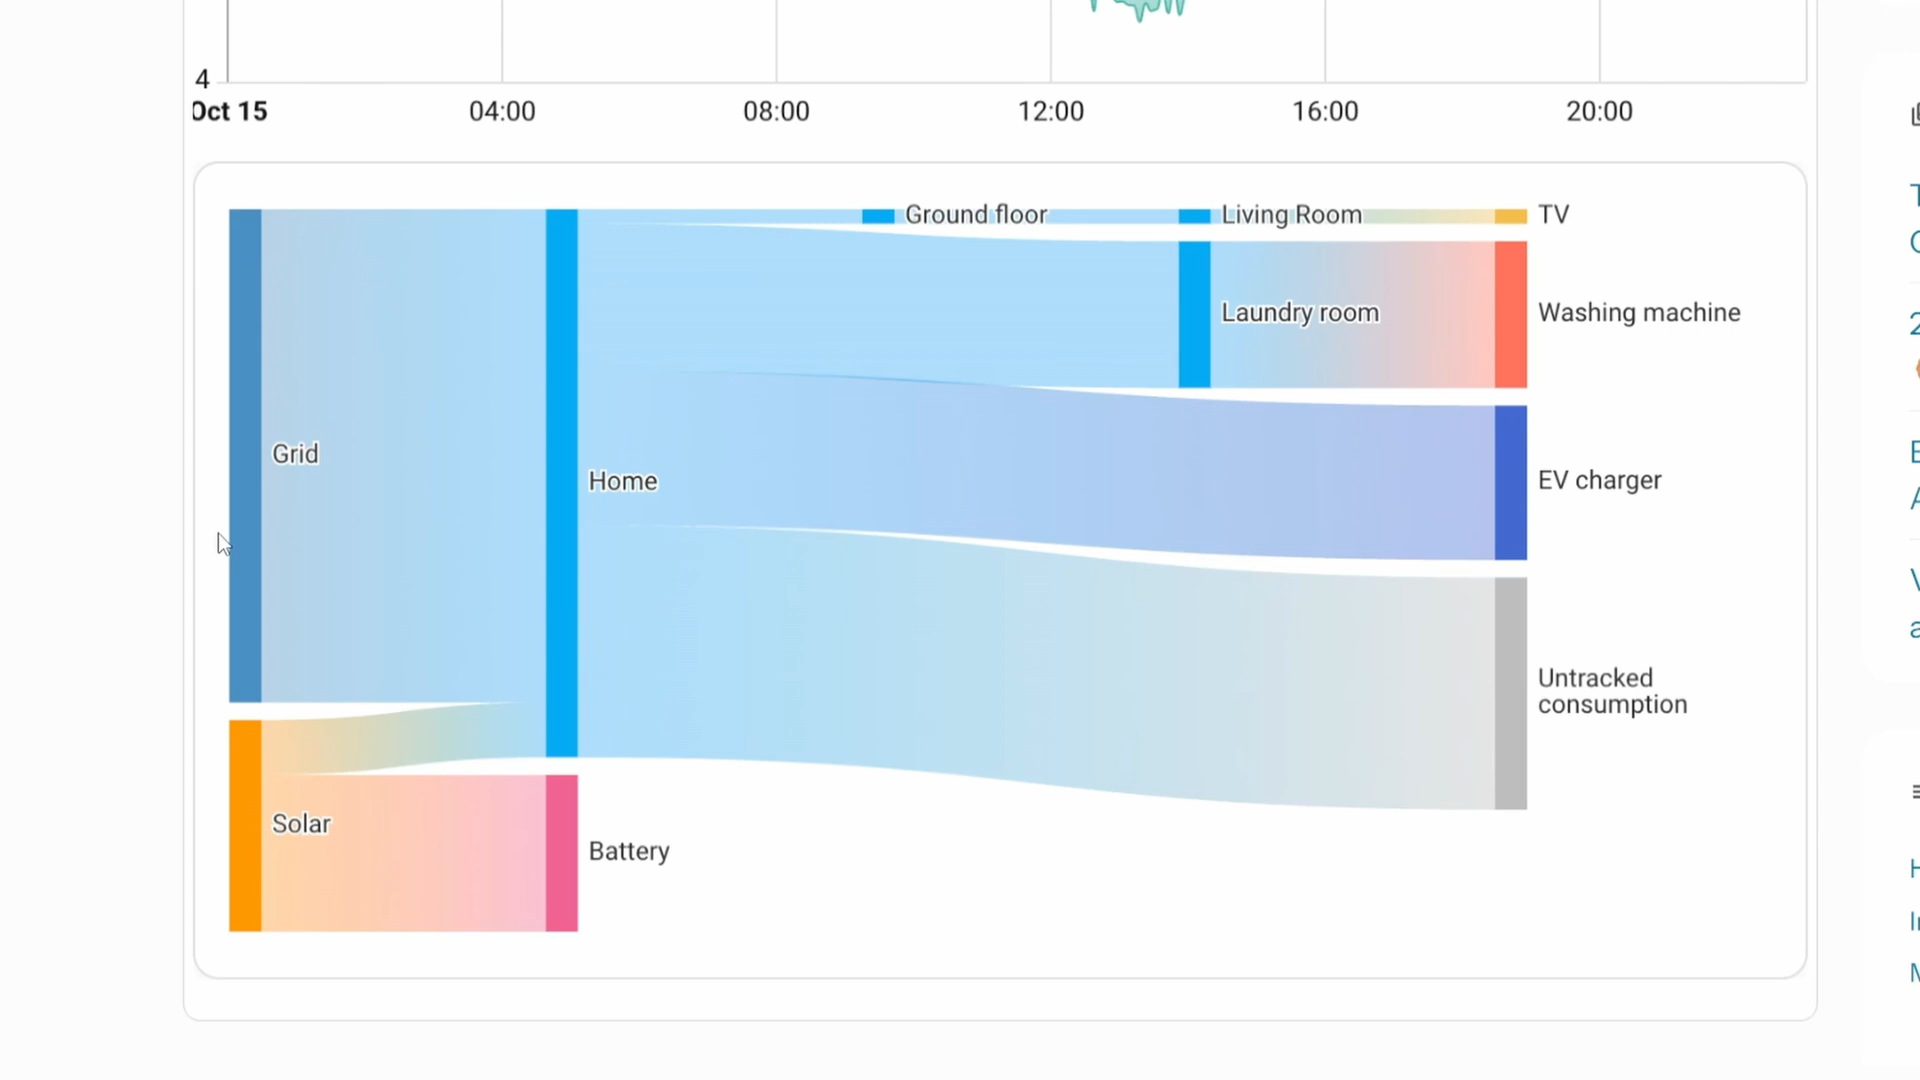 4
Oct 15 04:00 08:00 12:00 16:00 20:00
Ground floor Living Room TV
Laundry room Washing machine
Grid
Home EV charger
Untracked
consumption
Solar
Battery